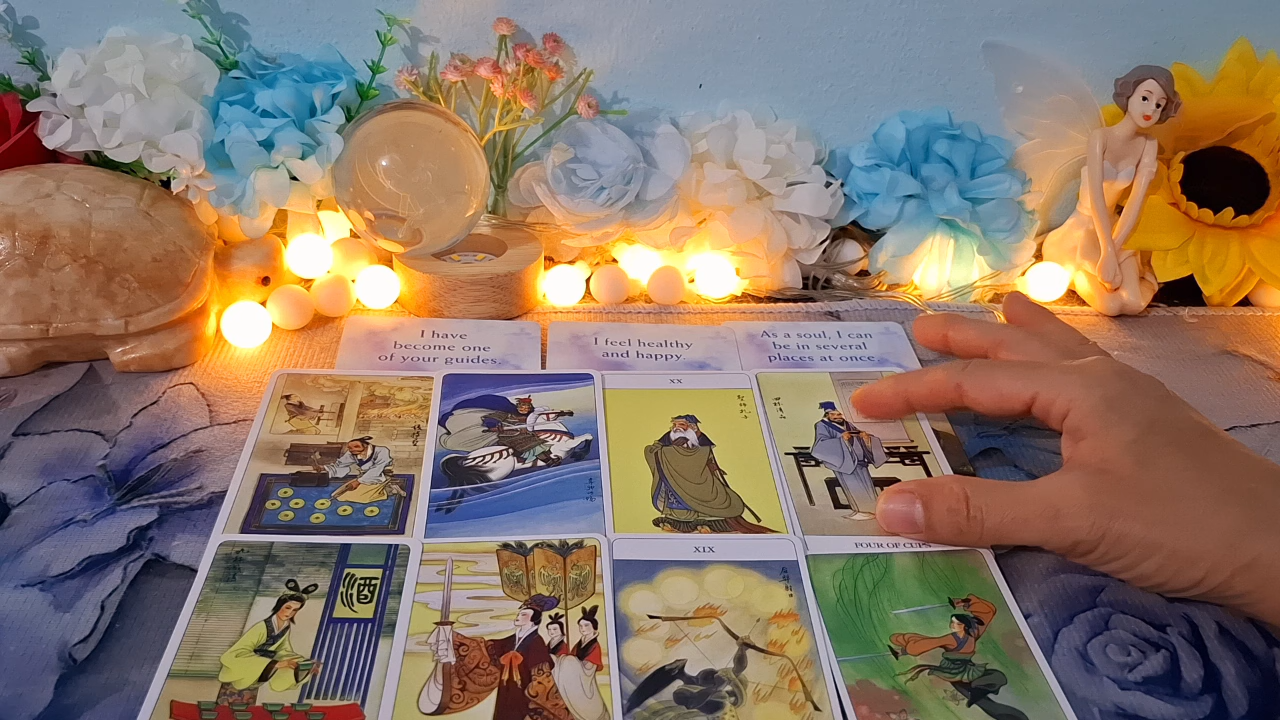 I have
become one
of your guides.
I feel healthy
and happy.
As a soul, I can
be in several
places at once.
XX
酒
XIX
FOUR OF CUPS